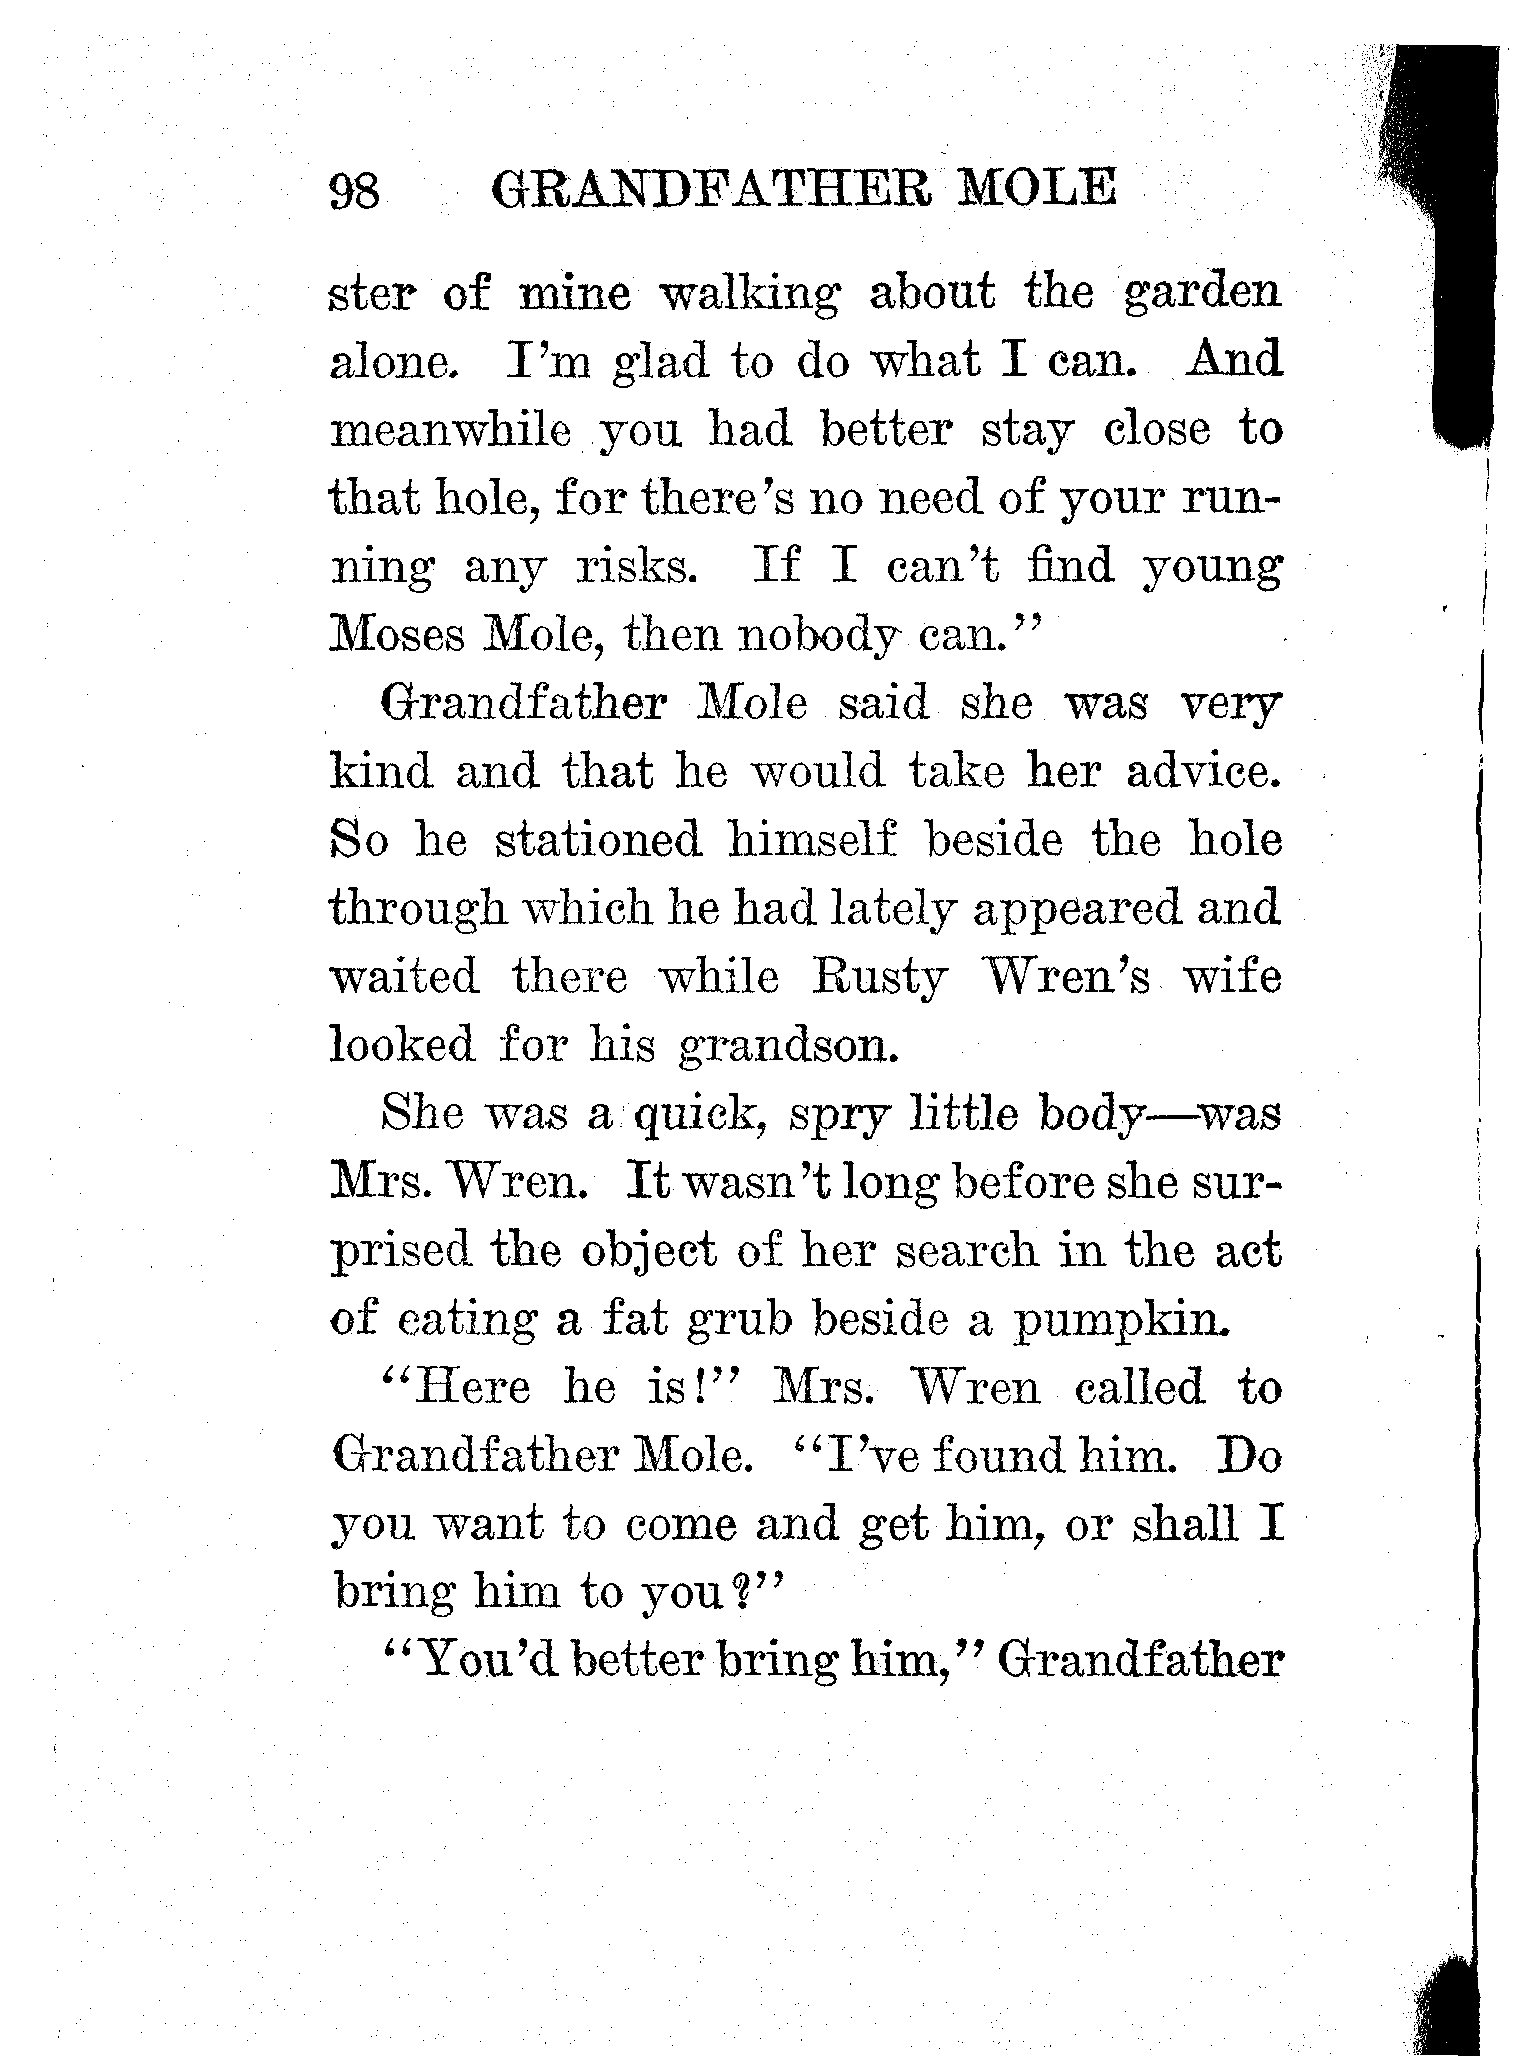 98 GRANDFATHER MOLE
ster of mine walking about the garden
alone. I'm glad to do what I can. And
meanwhile you had better stay close to
that hole, for there's no need of your run-
ning any risks. If I can't find young
Moses Mole, then nobody can."
Grandfather Mole said she was very
kind and that he would take her advice.
So he stationed himself beside the hole
through which he had lately appeared and
waited there while Rusty Wren's wife
looked for his grandson.
She was a quick, spry little body—was
Mrs. Wren. It wasn't long before she sur-
prised the object of her search in the act
of eating a fat grub beside a pumpkin.
"Here he is!" Mrs. Wren called to
Grandfather Mole. "I've found him. Do
you want to come and get him, or shall I
bring him to you?"
"You'd better bring him," Grandfather